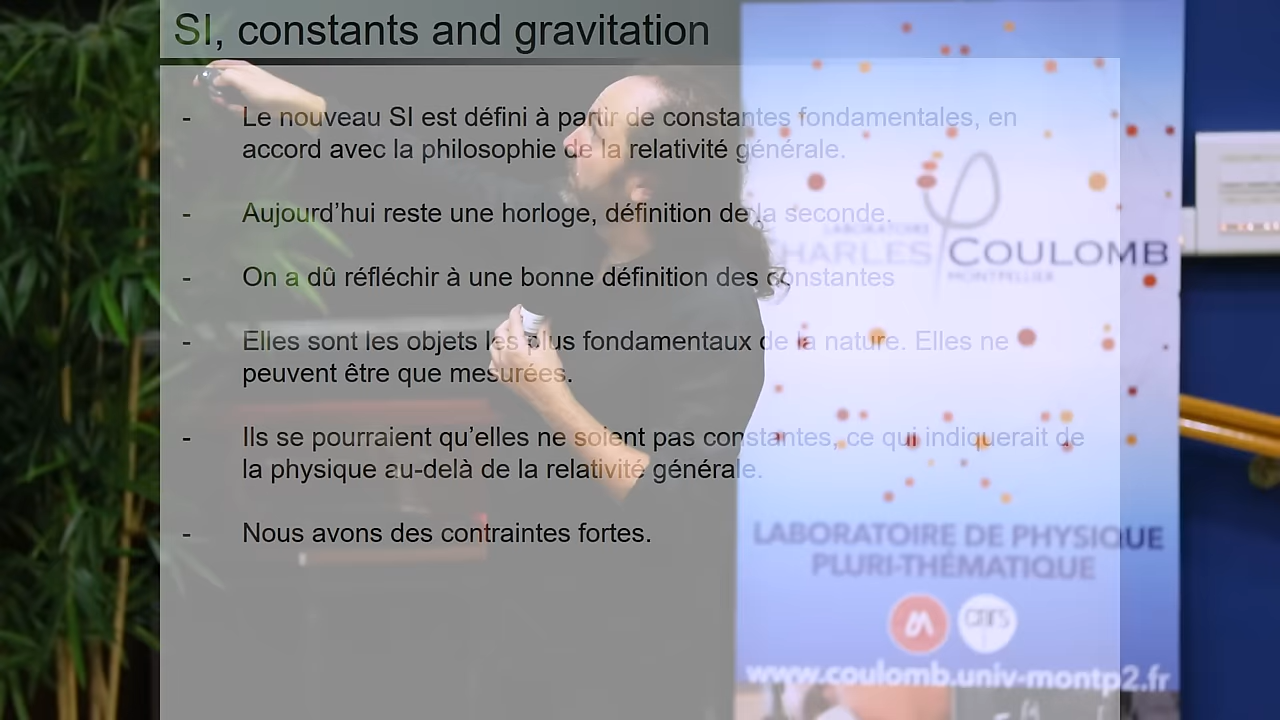 SI, constants and gravitation
- Le nouveau SI est défini à partir de constantes fondamentales, en
accord avec la philosophie de la relativité générale.
- Aujourd’hui reste une horloge, définition de la seconde.
- On a dû réfléchir à une bonne définition des constantes
- Elles sont les objets les plus fondamentaux de la nature. Elles ne
peuvent être que mesurées.
- Ils se pourraient qu’elles ne soient pas constantes, ce qui indiquerait de
la physique au-delà de la relativité générale.
- Nous avons des contraintes fortes.
LABORATOIRE
CHARLES COULOMB
MONTPELLIER
LABORATOIRE DE PHYSIQUE
PLURI-THÉMATIQUE
cnrs
www.coulomb.univ-montp2.fr